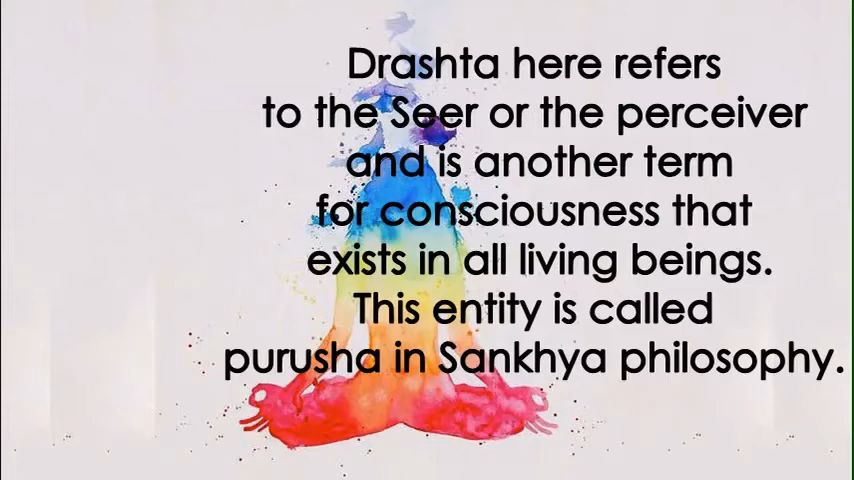 Drashta here refers
to the Seer or the perceiver
and is another term
for consciousness that
exists in all living beings.
This entity is called
purusha in Sankhya philosophy.